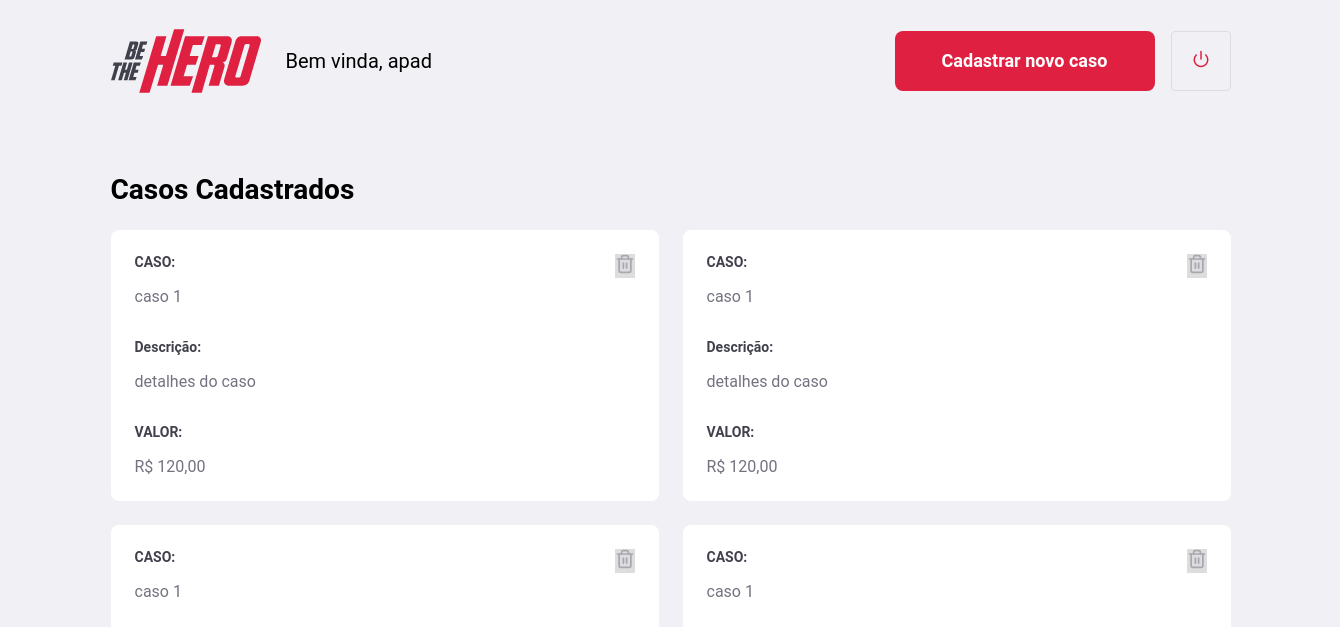 BE
THE HERO
Bem vinda, apad
Cadastrar novo caso
Casos Cadastrados
CASO:
caso 1
Descrição:
detalhes do caso
VALOR:
R$ 120,00
CASO:
caso 1
Descrição:
detalhes do caso
VALOR:
R$ 120,00
CASO:
caso 1
CASO:
caso 1